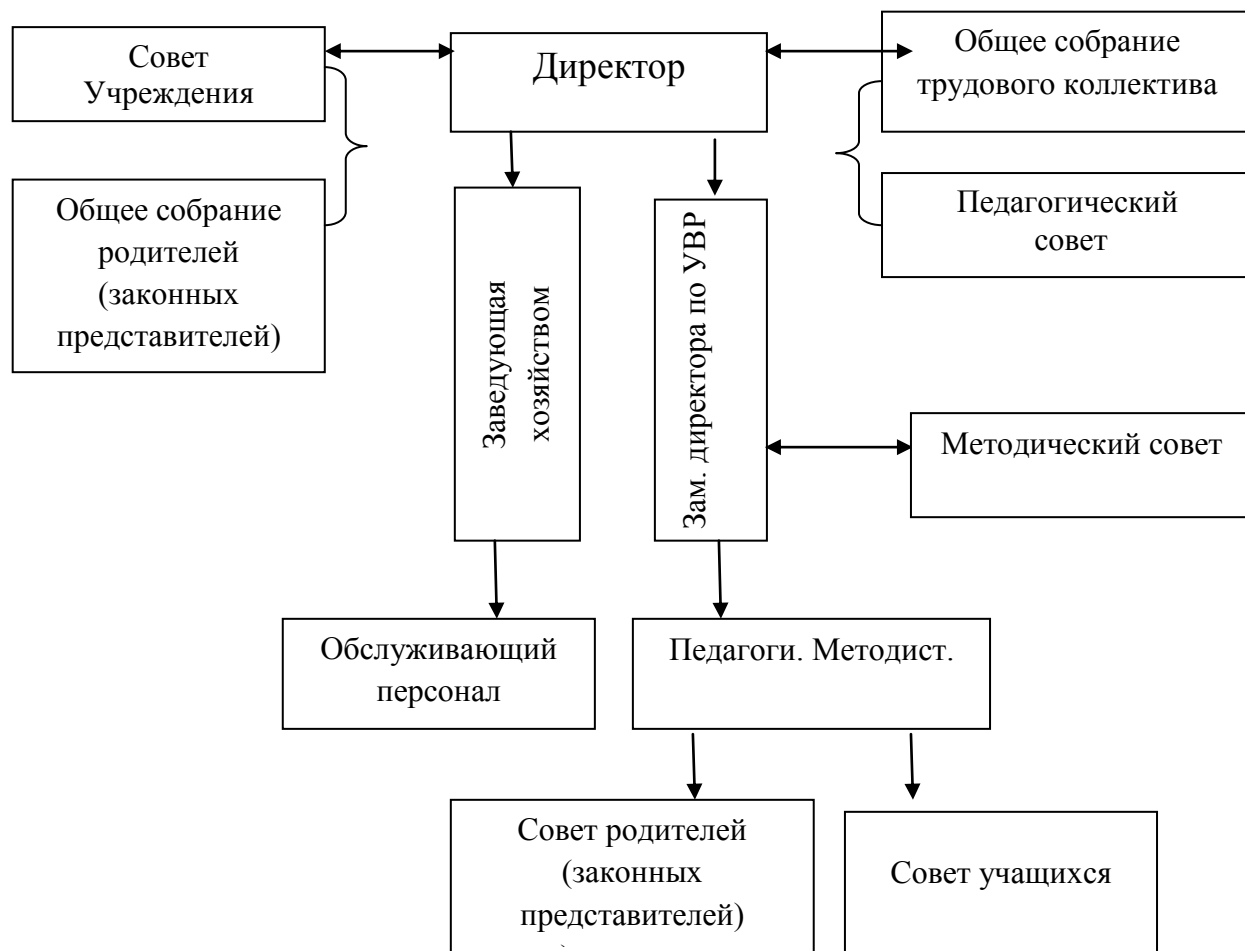 Совет
Учреждения
Директор
Общее собрание
трудового коллектива
Общее собрание
родителей
(законных
представителей)
Педагогический
совет
Заведующая
хозяйством
Зам. директора по УВР
Методический совет
Обслуживающий
персонал
Педагоги. Методист.
Совет родителей
(законных
представителей)
Совет учащихся